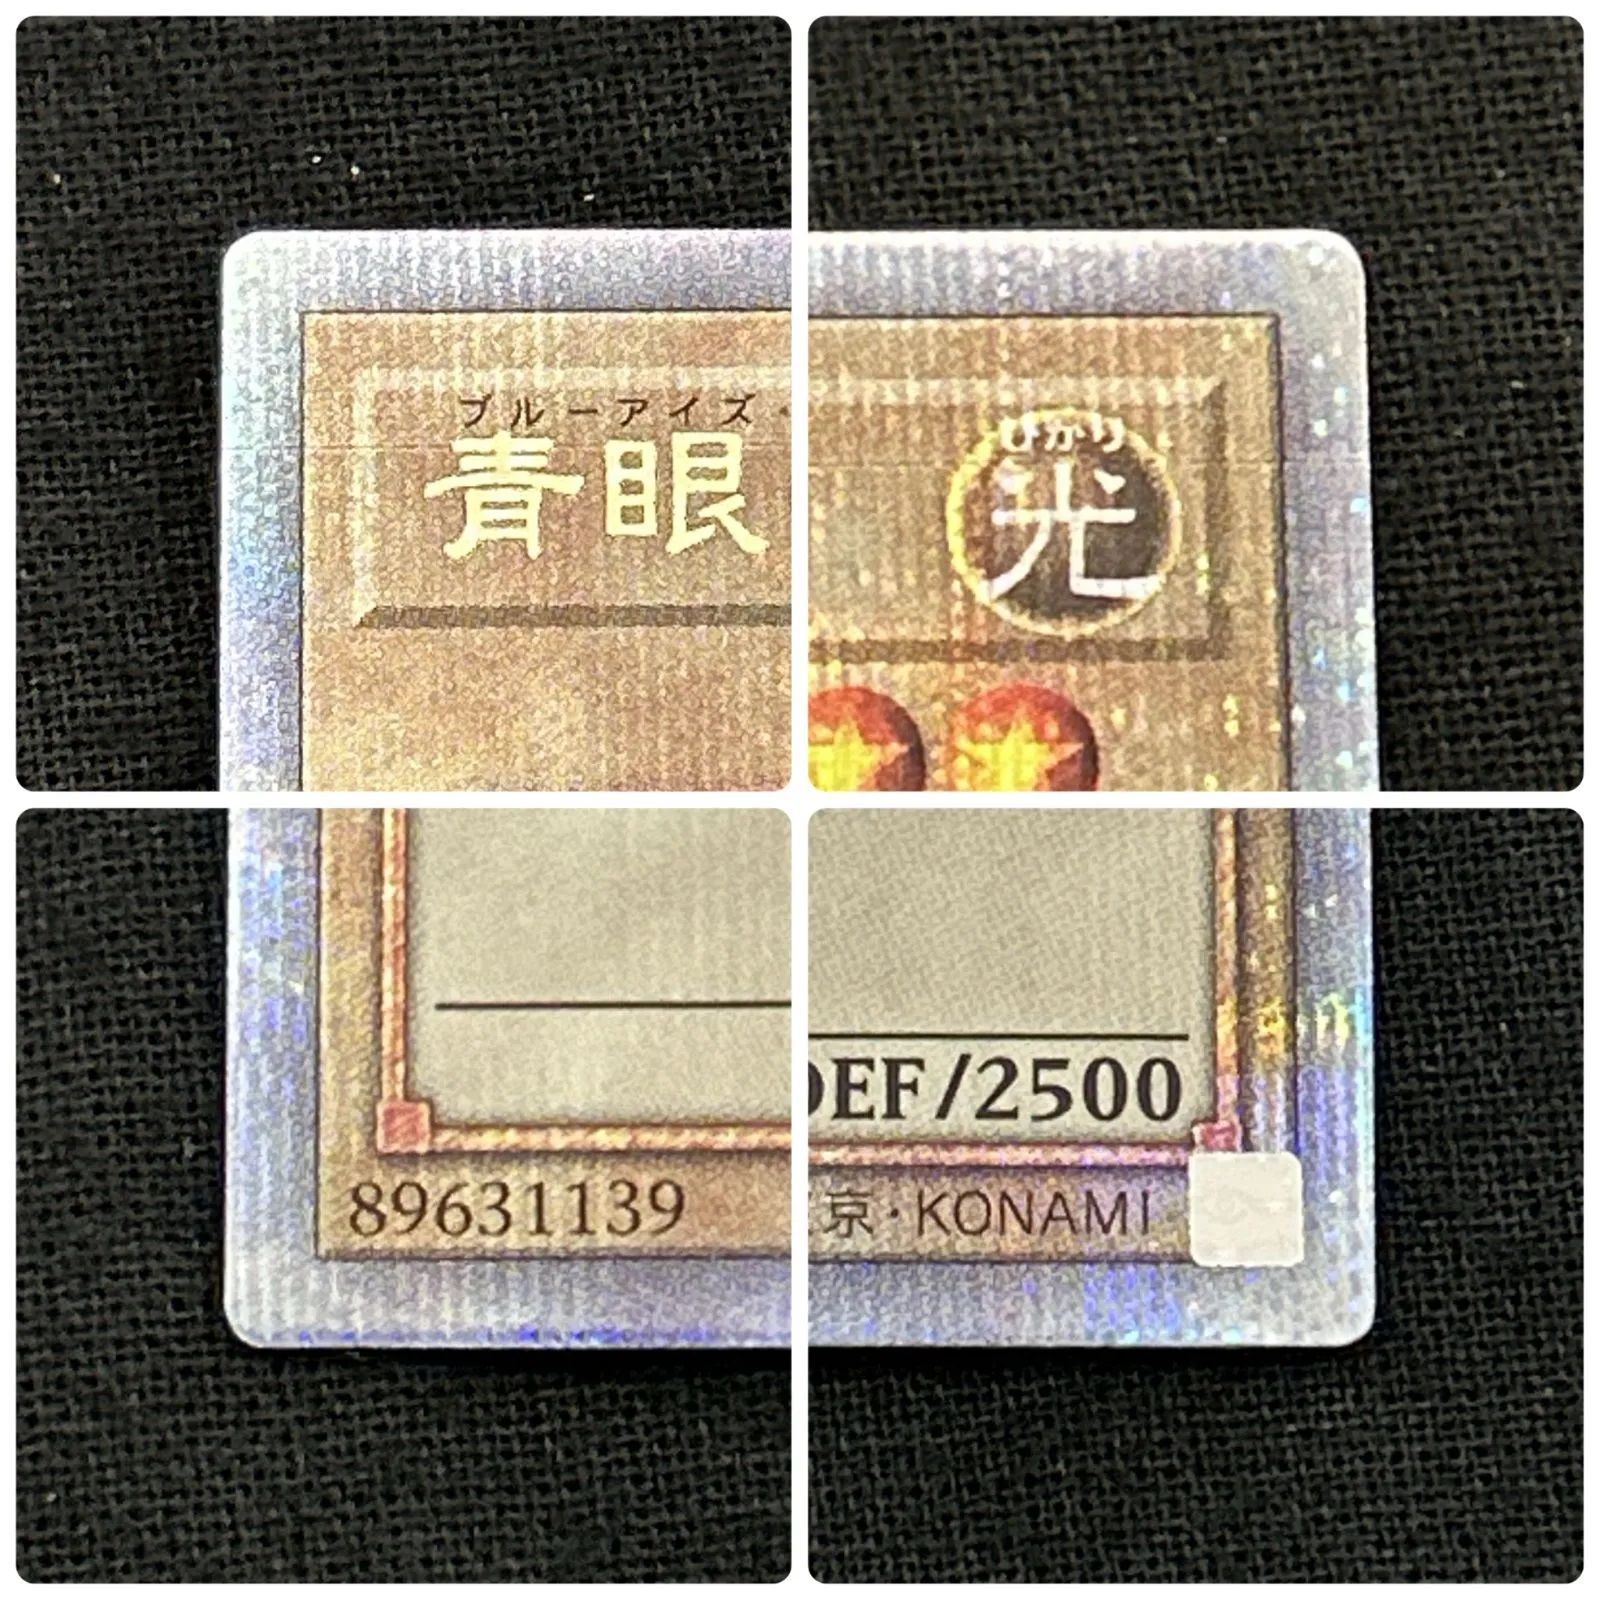 ブルーアイズ・
青眼
ひかり
光
DEF/2500
89631139
京・KONAMI